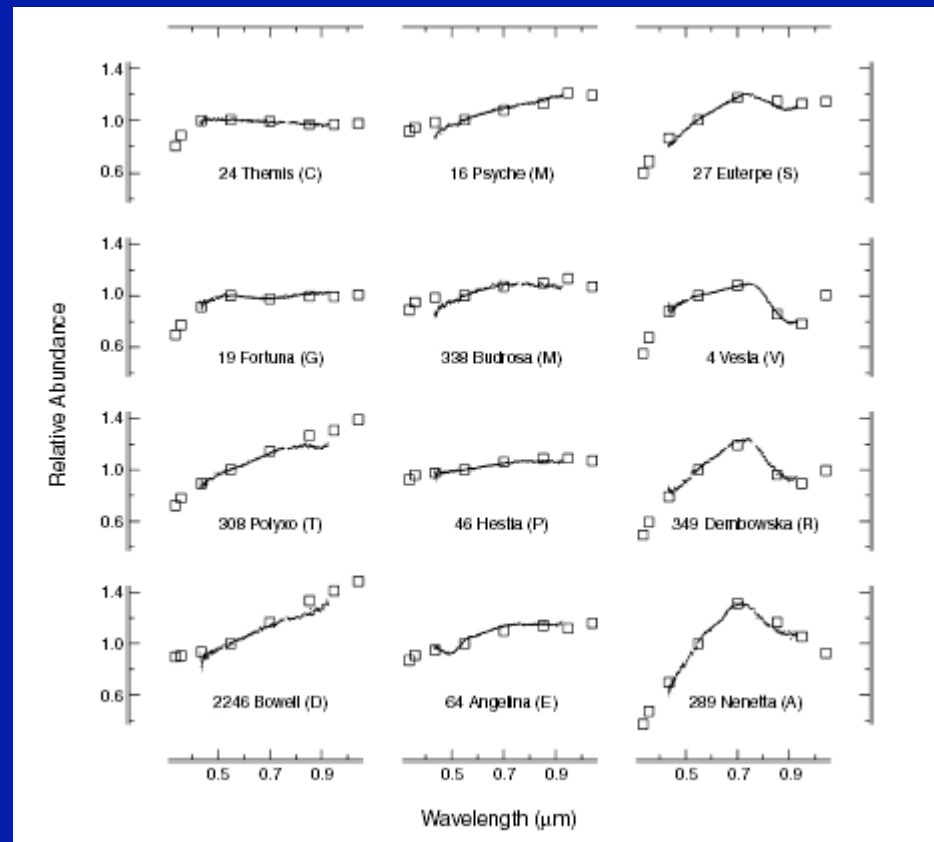 1.4
1.0
0.6
24 Themis (C)
16 Psyche (M)
27 Euterpe (S)
1.4
1.0
0.6
19 Fortuna (G)
338 Budrosa (M)
4 Vesta (V)
Relative Abundance
1.4
1.0
0.6
308 Polyxo (T)
46 Hestia (P)
349 Dembowska (R)
1.4
1.0
0.6
2246 Bowell (D)
64 Angelina (E)
289 Nenetta (A)
0.5 0.7 0.9
0.5 0.7 0.9
0.5 0.7 0.9
Wavelength (μm)